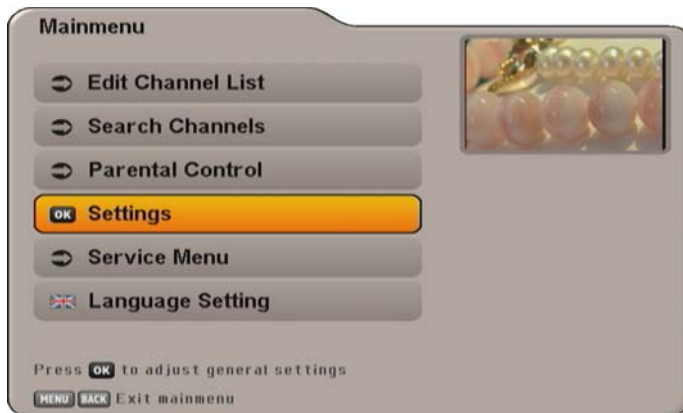 Mainmenu
Edit Channel List
Search Channels
Parental Control
OK Settings
Service Menu
Language Setting
Press OK to adjust general settings
MENU BACK Exit mainmenu